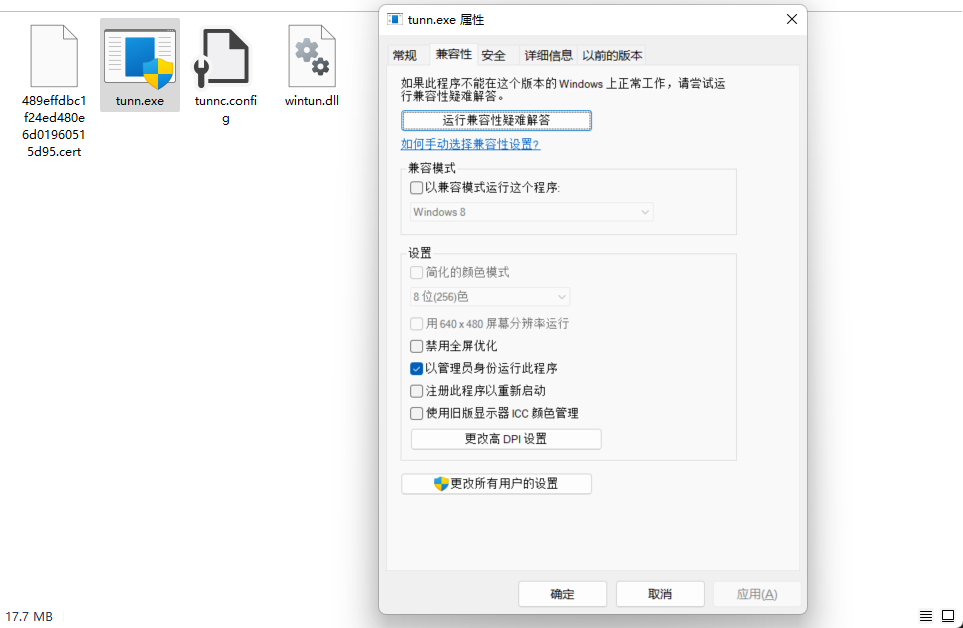 489effdbc1
f24ed480e
6d0196051
5d95.cert
tunn.exe
tunnc.confi
g
wintun.dll
17.7 MB
tunn.exe 属性
常规 兼容性 安全 详细信息 以前的版本
如果此程序不能在这个版本的 Windows 上正常工作，请尝试运
行兼容性疑难解答。
运行兼容性疑难解答
如何手动选择兼容性设置?
兼容模式
以兼容模式运行这个程序:
Windows 8
设置
简化的颜色模式
8 位(256)色
用 640 x 480 屏幕分辨率运行
禁用全屏优化
以管理员身份运行此程序
注册此程序以重新启动
使用旧版显示器 ICC 颜色管理
更改高 DPI 设置
更改所有用户的设置
确定 取消 应用(A)